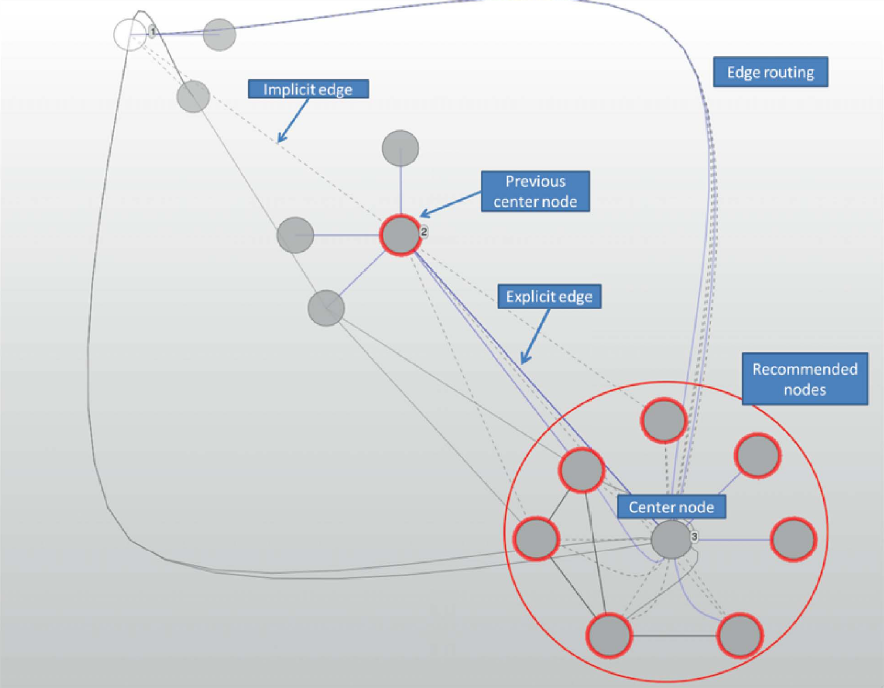 1
Edge routing
Implicit edge
Previous
center node
2
Explicit edge
Recommended
nodes
Center node
3